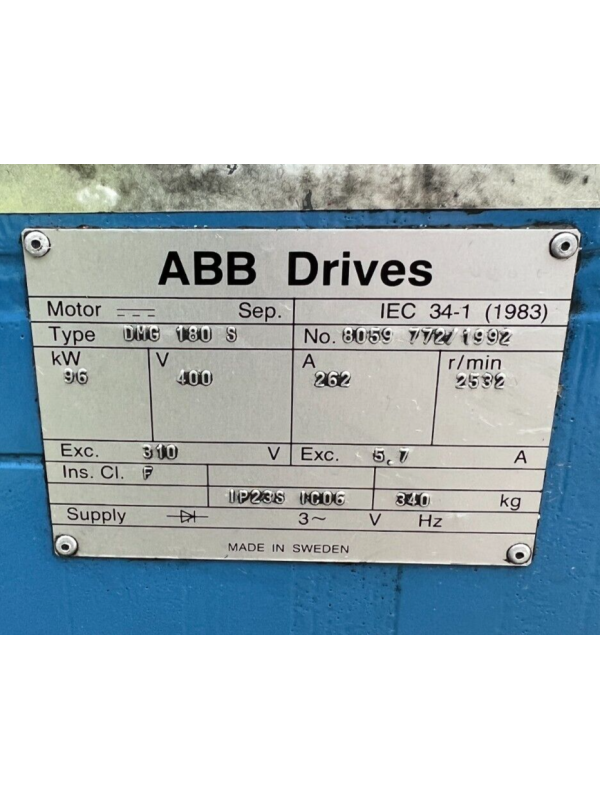 ABB Drives
Motor Sep. IEC 34-1 (1983)
Type DMG 180 S No. 8059 772/1992
kW V A r/min
96 400 262 2532
Exc. 310 V Exc. 5,7 A
Ins. Cl. F
IP23S IC06 340 kg
Supply 3~ V Hz
MADE IN SWEDEN